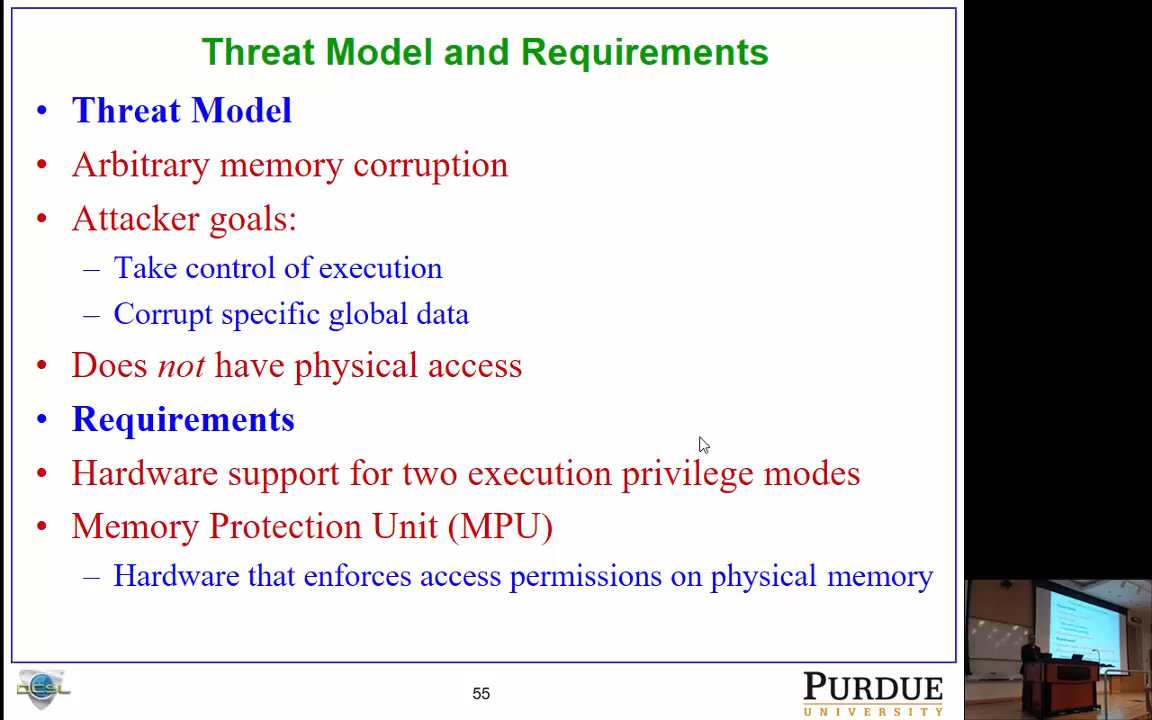 Threat Model and Requirements
• Threat Model
• Arbitrary memory corruption
• Attacker goals:
– Take control of execution
– Corrupt specific global data
• Does not have physical access
• Requirements
• Hardware support for two execution privilege modes
• Memory Protection Unit (MPU)
– Hardware that enforces access permissions on physical memory
DCSL
55
PURDUE
UNIVERSITY